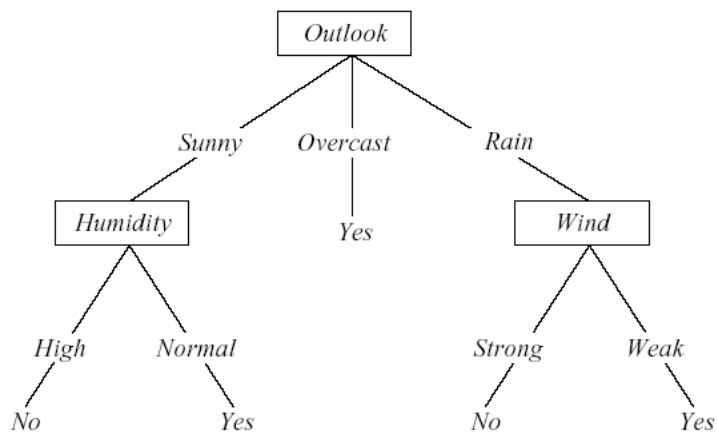 Outlook
Sunny Overcast Rain
Humidity Yes Wind
High Normal Strong Weak
No Yes No Yes